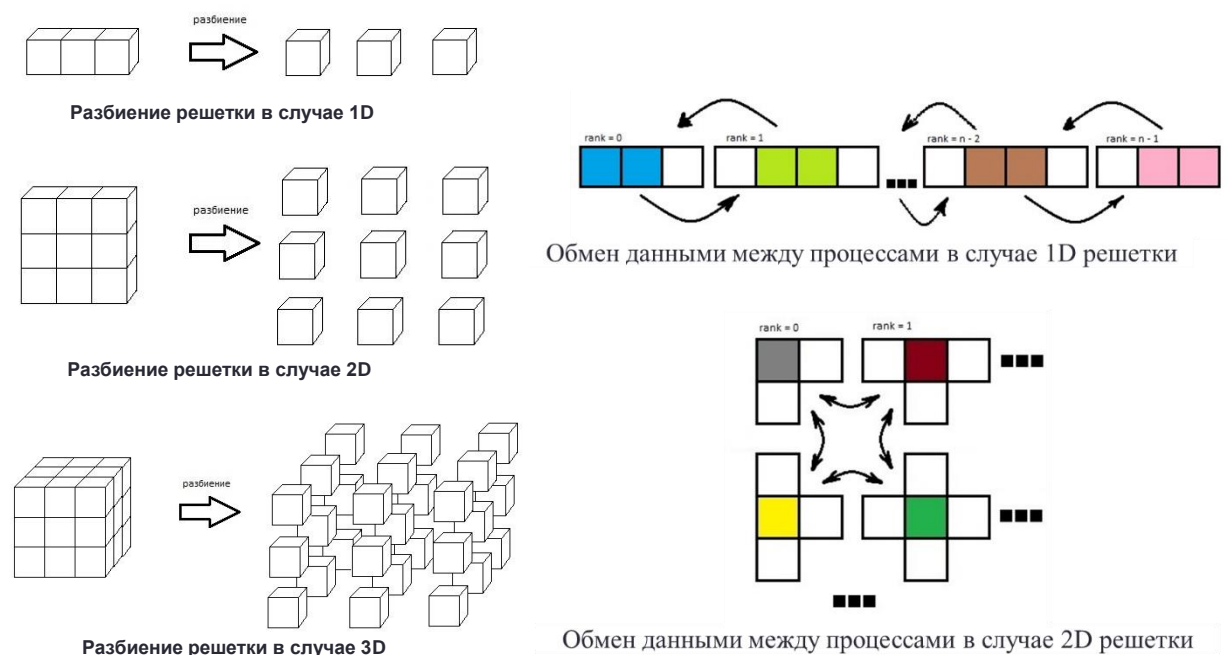 разбиение
Разбиение решетки в случае 1D
разбиение
Разбиение решетки в случае 2D
разбиение
Разбиение решетки в случае 3D
rank = 0
rank = 1
rank = n - 2
rank = n - 1
Обмен данными между процессами в случае 1D решетки
rank = 0
rank = 1
Обмен данными между процессами в случае 2D решетки